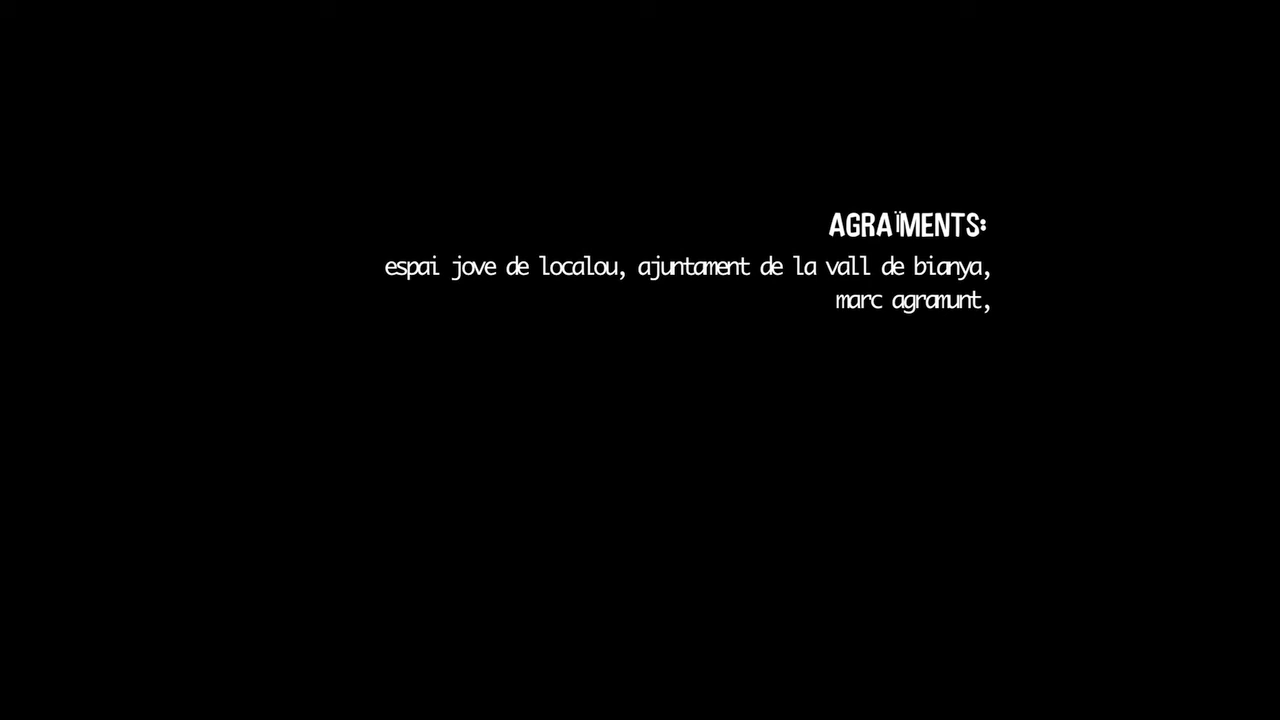 AGRAÏMENTS:
espai jove de localou, ajuntament de la vall de bianya,
marc agramunt,